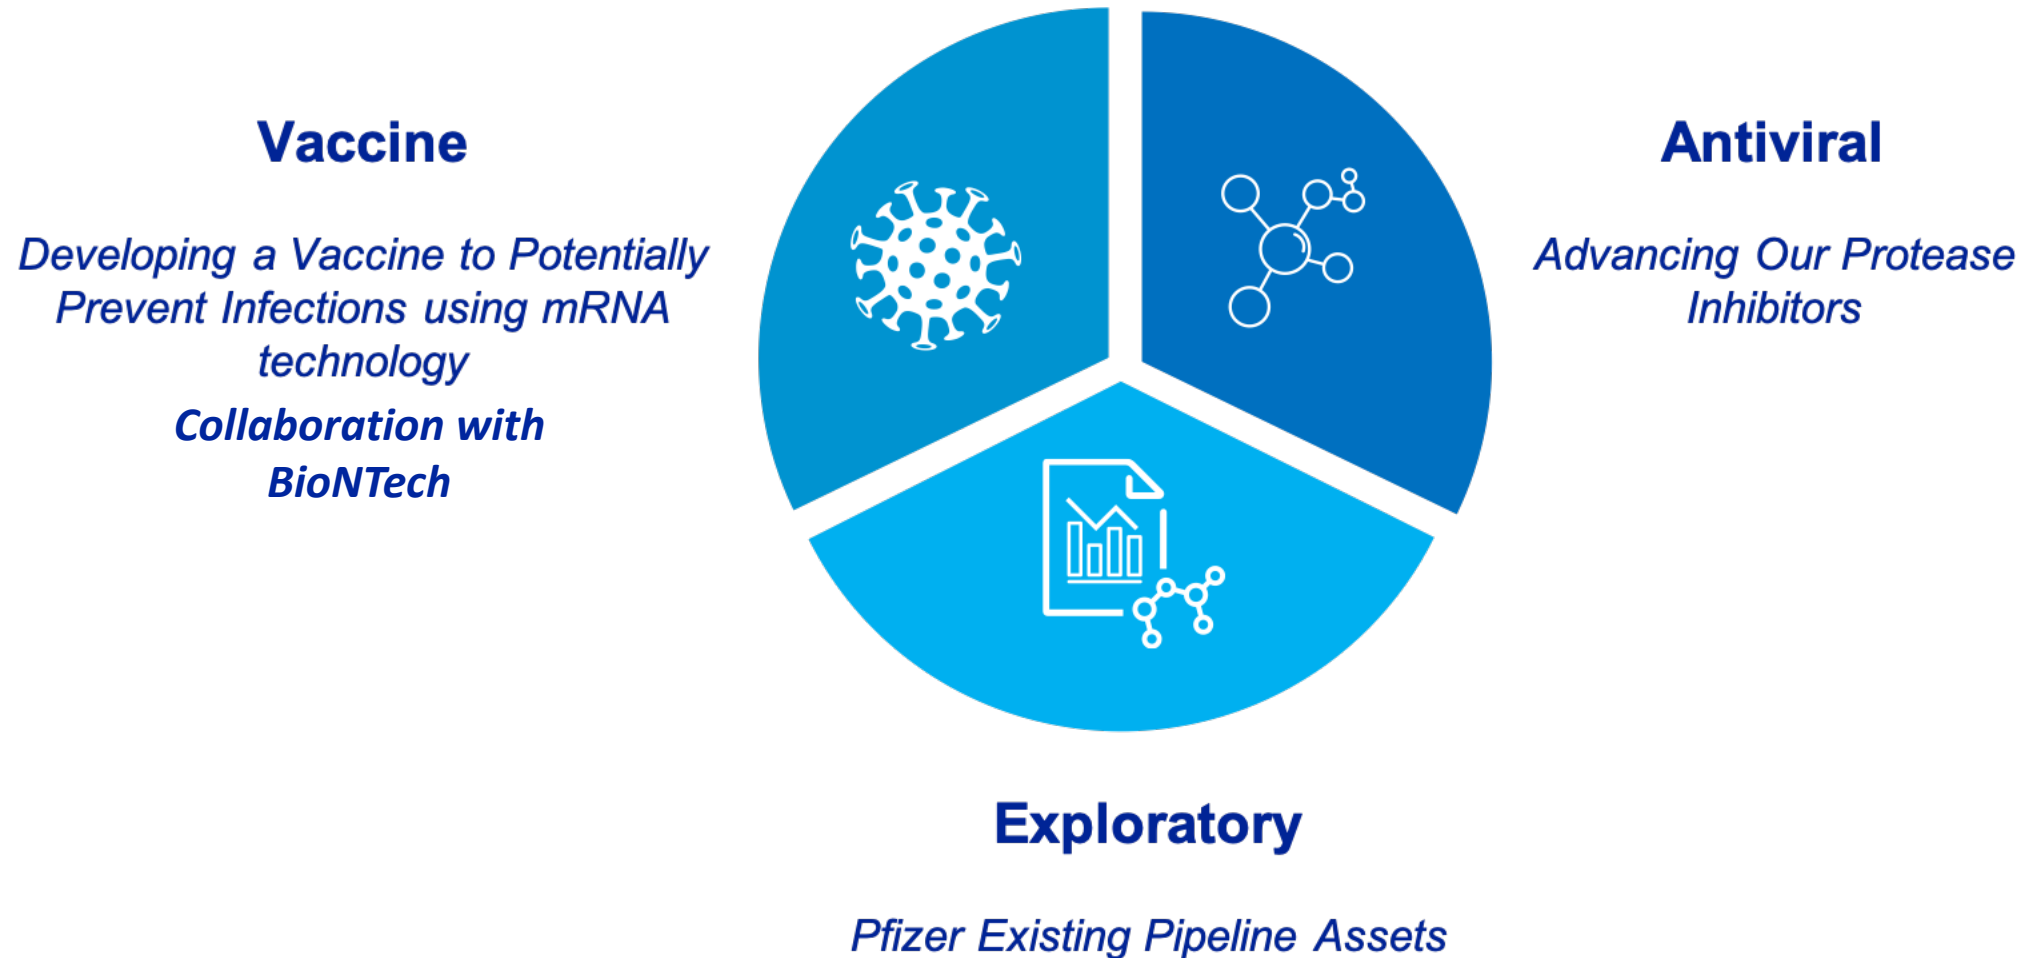 Vaccine
Developing a Vaccine to Potentially
Prevent Infections using mRNA
technology
Collaboration with
BioNTech
Antiviral
Advancing Our Protease
Inhibitors
Exploratory
Pfizer Existing Pipeline Assets